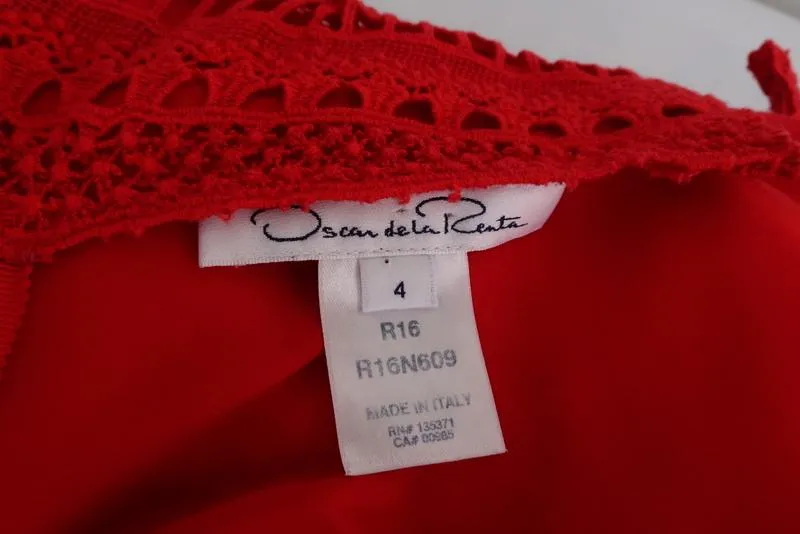 Oscar de la Renta
4
R16
R16N609
MADE IN ITALY
RN# 135371
CA# 00985